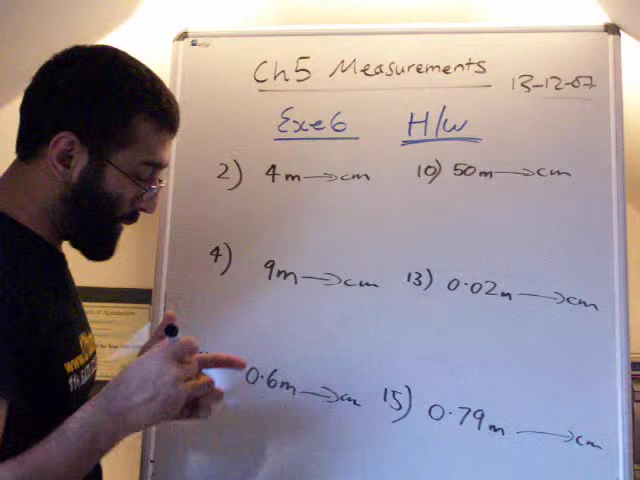 Ch5 Measurements
13-12-07
Exe6 H/W
2) 4m → cm
10) 50m → cm
4) 9m → cm
13) 0.02m → cm
0.6m → cm
15) 0.79m → cm